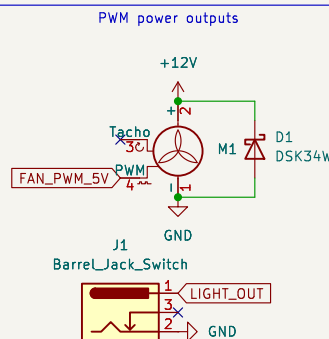 PWM power outputs
+12V
+ 2
Tacho
3
M1
D1
DSK34W
PWM
FAN_PWM_5V
4
- 1
GND
J1
Barrel_Jack_Switch
1
LIGHT_OUT
3
2
GND